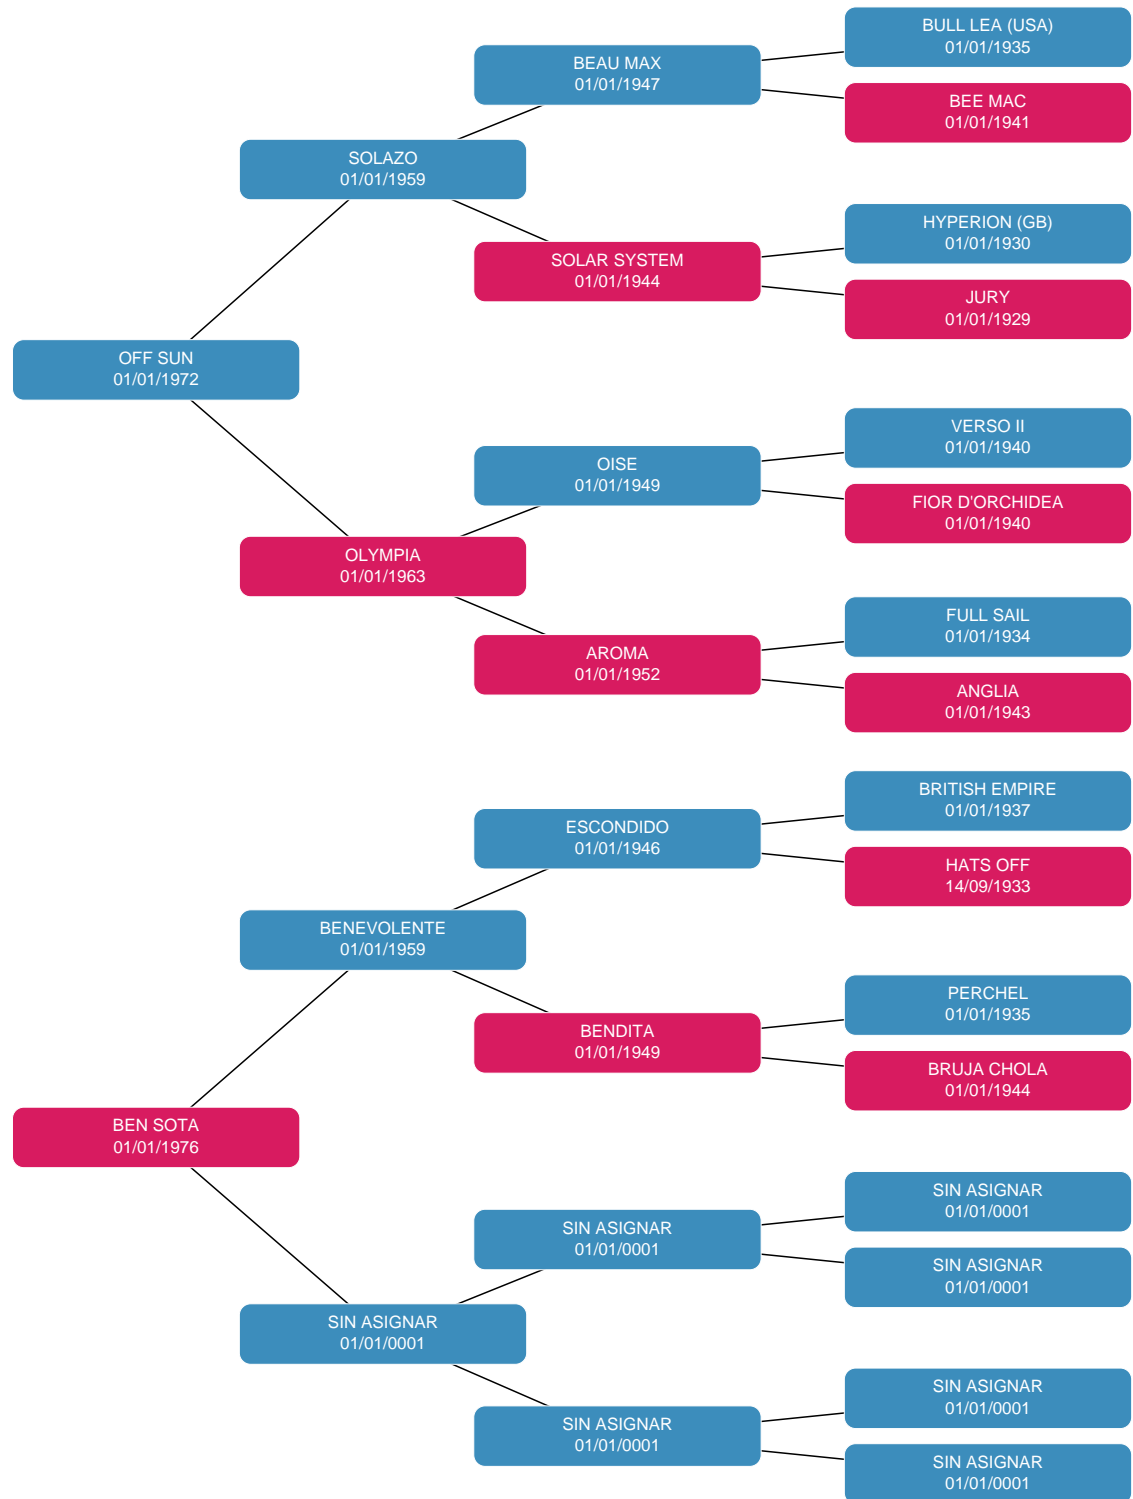 BULL LEA (USA)
01/01/1935
BEAU MAX
01/01/1947
BEE MAC
01/01/1941
SOLAZO
01/01/1959
HYPERION (GB)
01/01/1930
SOLAR SYSTEM
01/01/1944
JURY
01/01/1929
OFF SUN
01/01/1972
VERSO II
01/01/1940
OISE
01/01/1949
FIOR D'ORCHIDEA
01/01/1940
OLYMPIA
01/01/1963
FULL SAIL
01/01/1934
AROMA
01/01/1952
ANGLIA
01/01/1943
BRITISH EMPIRE
01/01/1937
ESCONDIDO
01/01/1946
HATS OFF
14/09/1933
BENEVOLENTE
01/01/1959
PERCHEL
01/01/1935
BENDITA
01/01/1949
BRUJA CHOLA
01/01/1944
BEN SOTA
01/01/1976
SIN ASIGNAR
01/01/0001
SIN ASIGNAR
01/01/0001
SIN ASIGNAR
01/01/0001
SIN ASIGNAR
01/01/0001
SIN ASIGNAR
01/01/0001
SIN ASIGNAR
01/01/0001
SIN ASIGNAR
01/01/0001